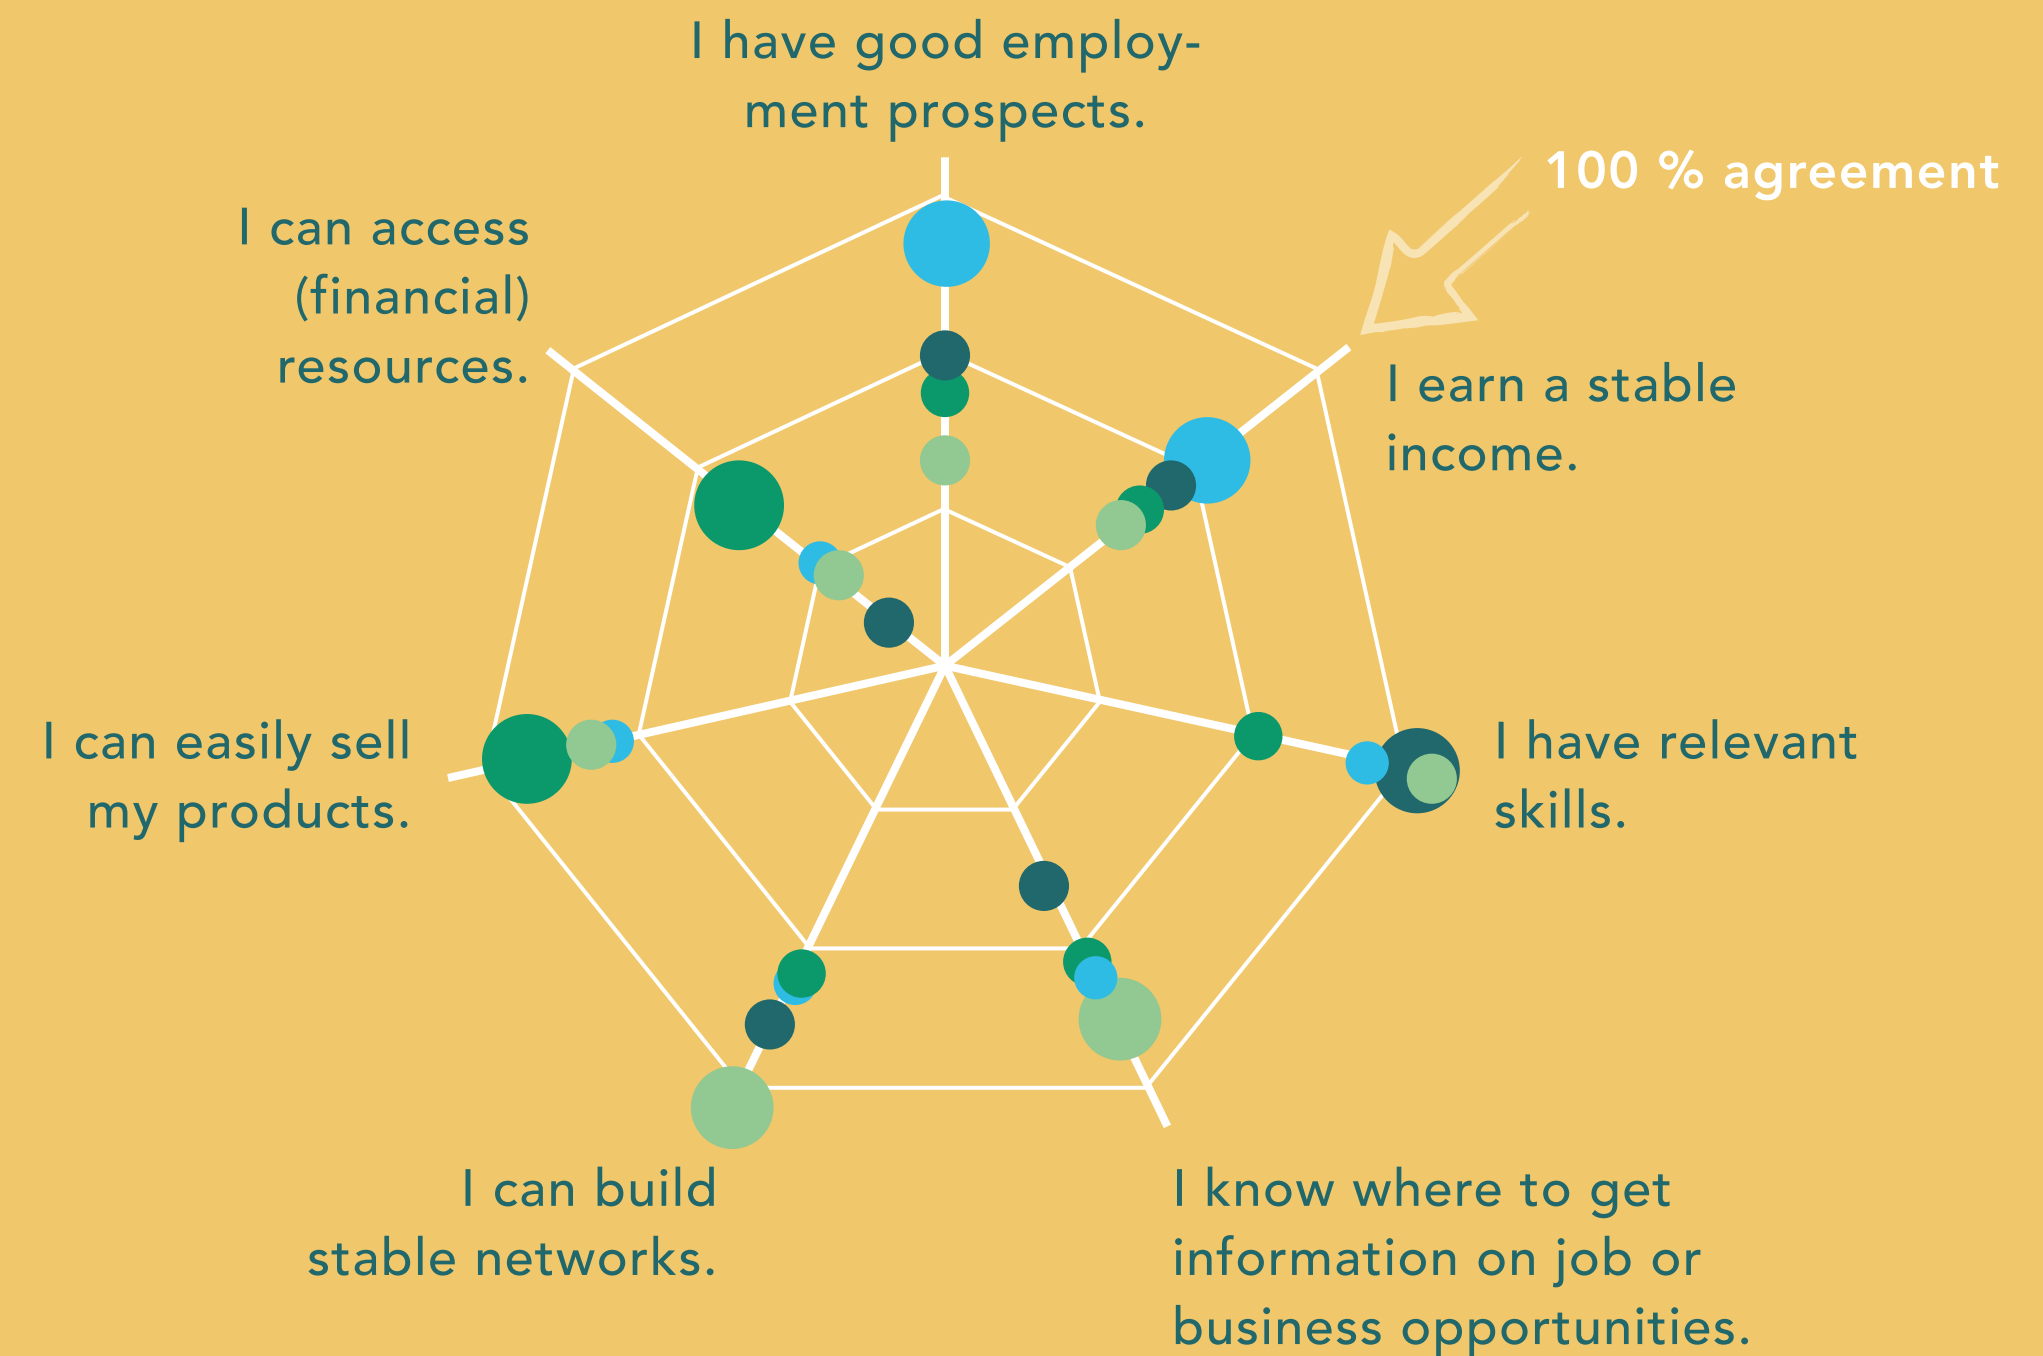 I have good employ-
ment prospects.
100 % agreement
I can access
(financial)
resources.
I earn a stable
income.
I can easily sell
my products.
I have relevant
skills.
I can build
stable networks.
I know where to get
information on job or
business opportunities.